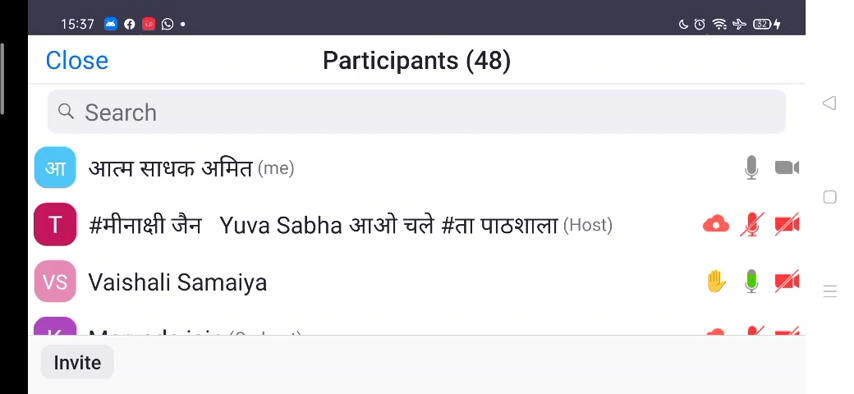 15:37
32
Close
Participants (48)
Search
आ
आत्म साधक अमित (me)
T
#मीनाक्षी जैन Yuva Sabha आओ चले #ता पाठशाला (Host)
VS
Vaishali Samaiya
Invite